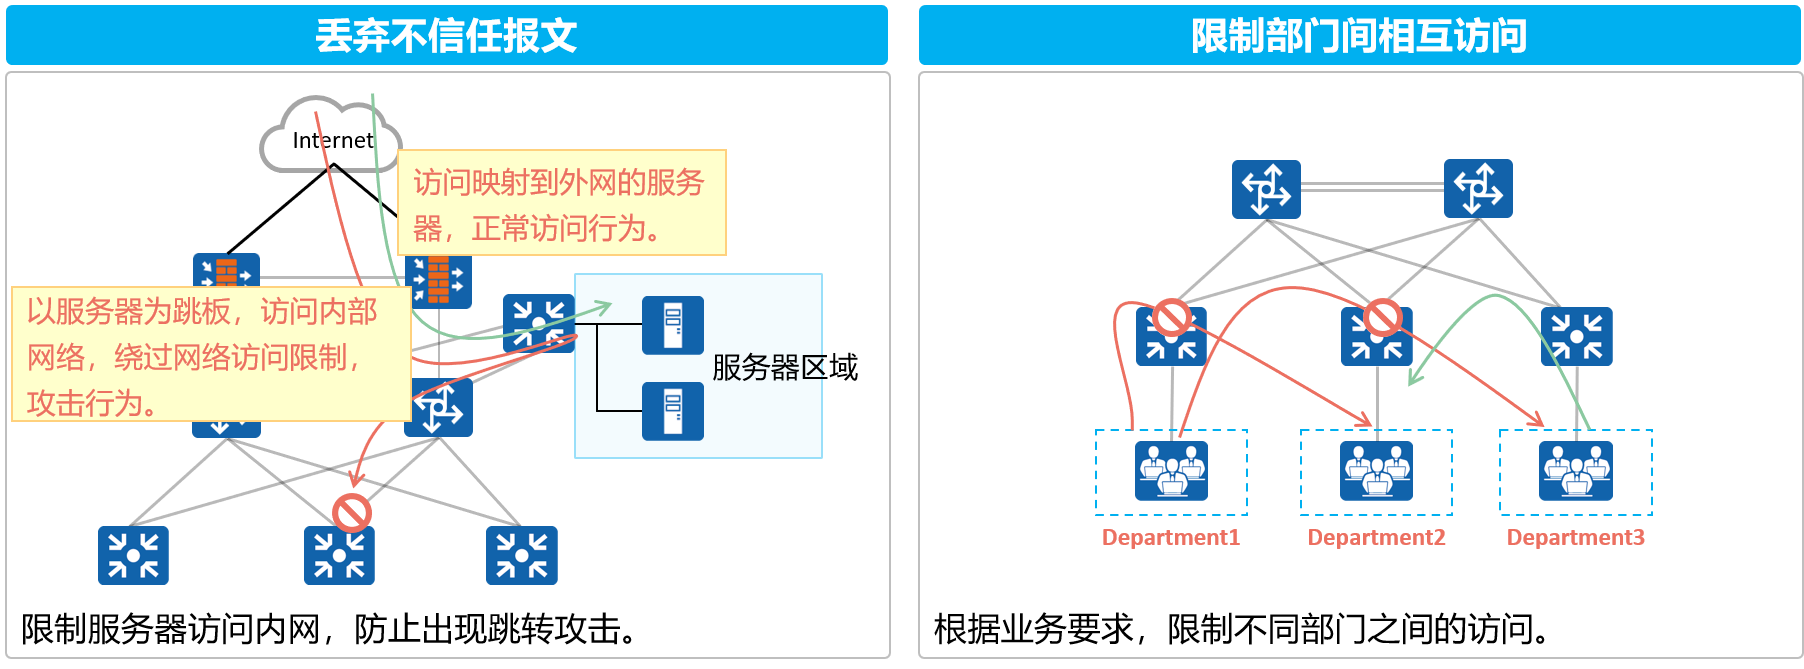 丢弃不信任报文
Internet
访问映射到外网的服务
器，正常访问行为。
以服务器为跳板，访问内部
网络，绕过网络访问限制，
攻击行为。
服务器区域
限制服务器访问内网，防止出现跳转攻击。
限制部门间相互访问
Department1
Department2
Department3
根据业务要求，限制不同部门之间的访问。